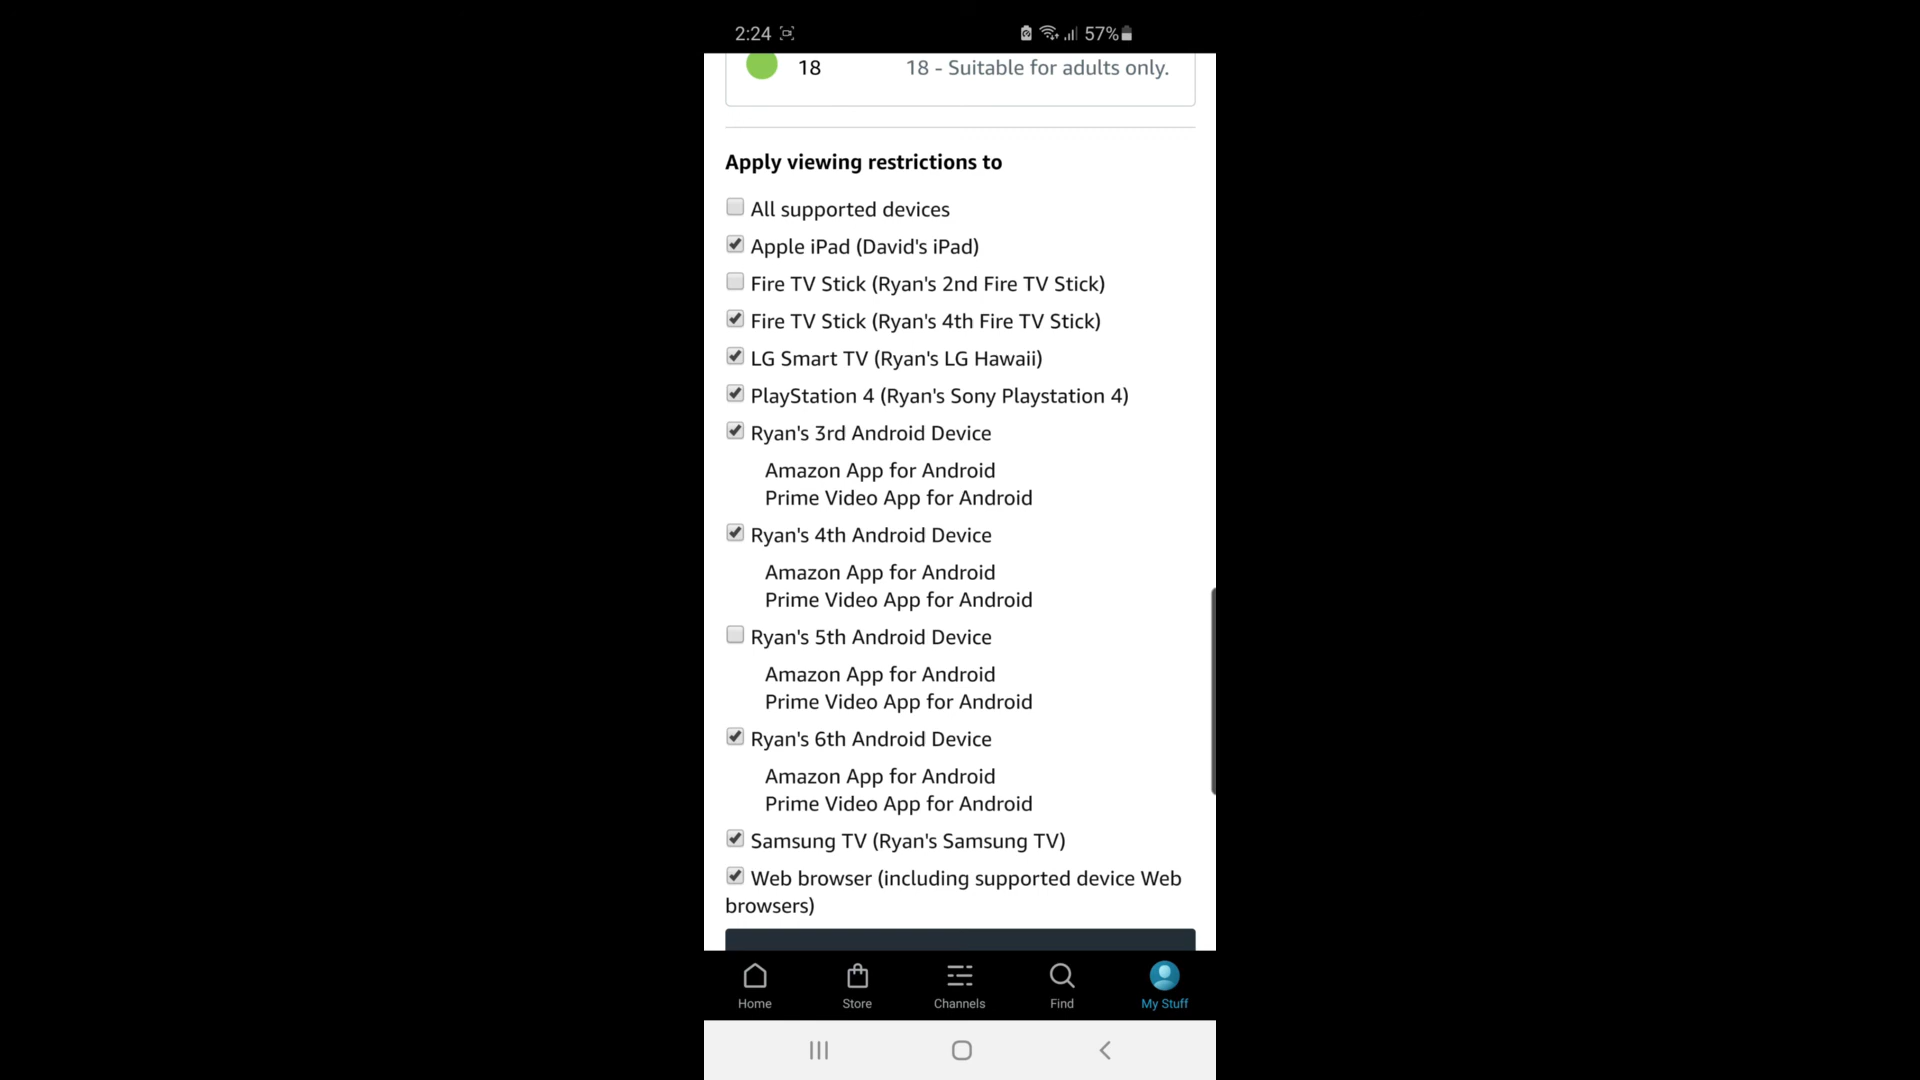 2:24
57%
18
18 - Suitable for adults only.
Apply viewing restrictions to
All supported devices
Apple iPad (David's iPad)
Fire TV Stick (Ryan's 2nd Fire TV Stick)
Fire TV Stick (Ryan's 4th Fire TV Stick)
LG Smart TV (Ryan's LG Hawaii)
PlayStation 4 (Ryan's Sony Playstation 4)
Ryan's 3rd Android Device
Amazon App for Android
Prime Video App for Android
Ryan's 4th Android Device
Amazon App for Android
Prime Video App for Android
Ryan's 5th Android Device
Amazon App for Android
Prime Video App for Android
Ryan's 6th Android Device
Amazon App for Android
Prime Video App for Android
Samsung TV (Ryan's Samsung TV)
Web browser (including supported device Web
browsers)
Home
Store
Channels
Find
My Stuff